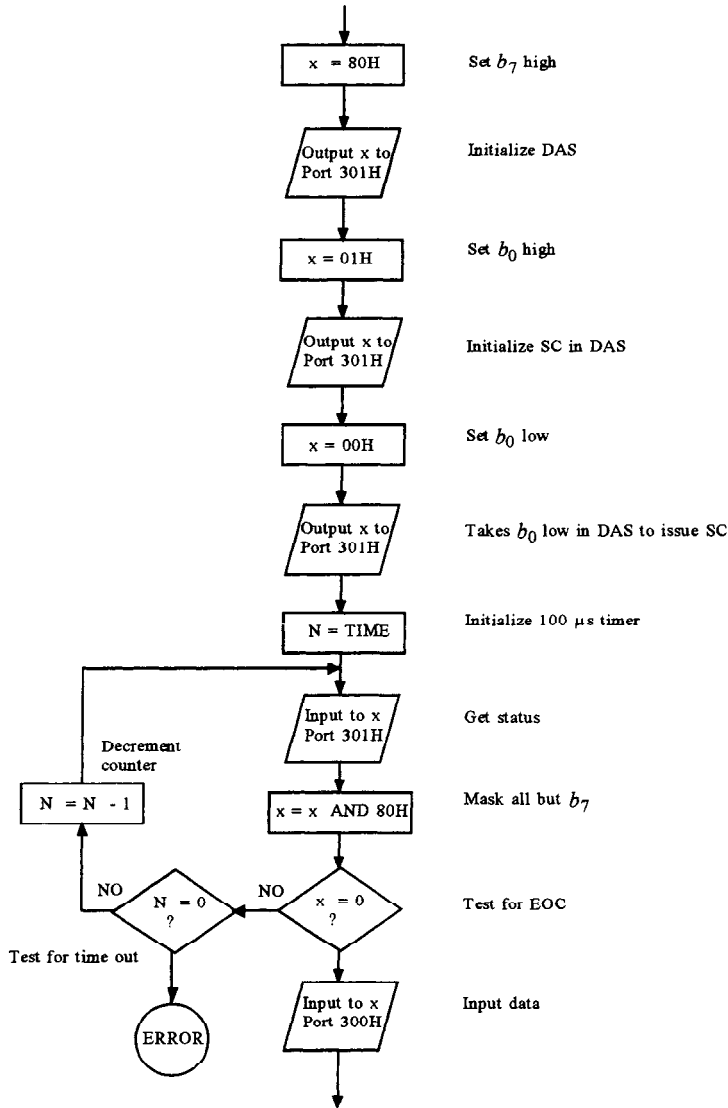 x = 80H
Set b7 high
Output x to
Port 301H
Initialize DAS
x = 01H
Set b0 high
Output x to
Port 301H
Initialize SC in DAS
x = 00H
Set b0 low
Output x to
Port 301H
Takes b0 low in DAS to issue SC
N = TIME
Initialize 100 μs timer
Input to x
Port 301H
Get status
Decrement
counter
N = N - 1
x = x AND 80H
Mask all but b7
NO
N = 0
?
NO
x = 0
?
Test for EOC
Test for time out
ERROR
Input to x
Port 300H
Input data